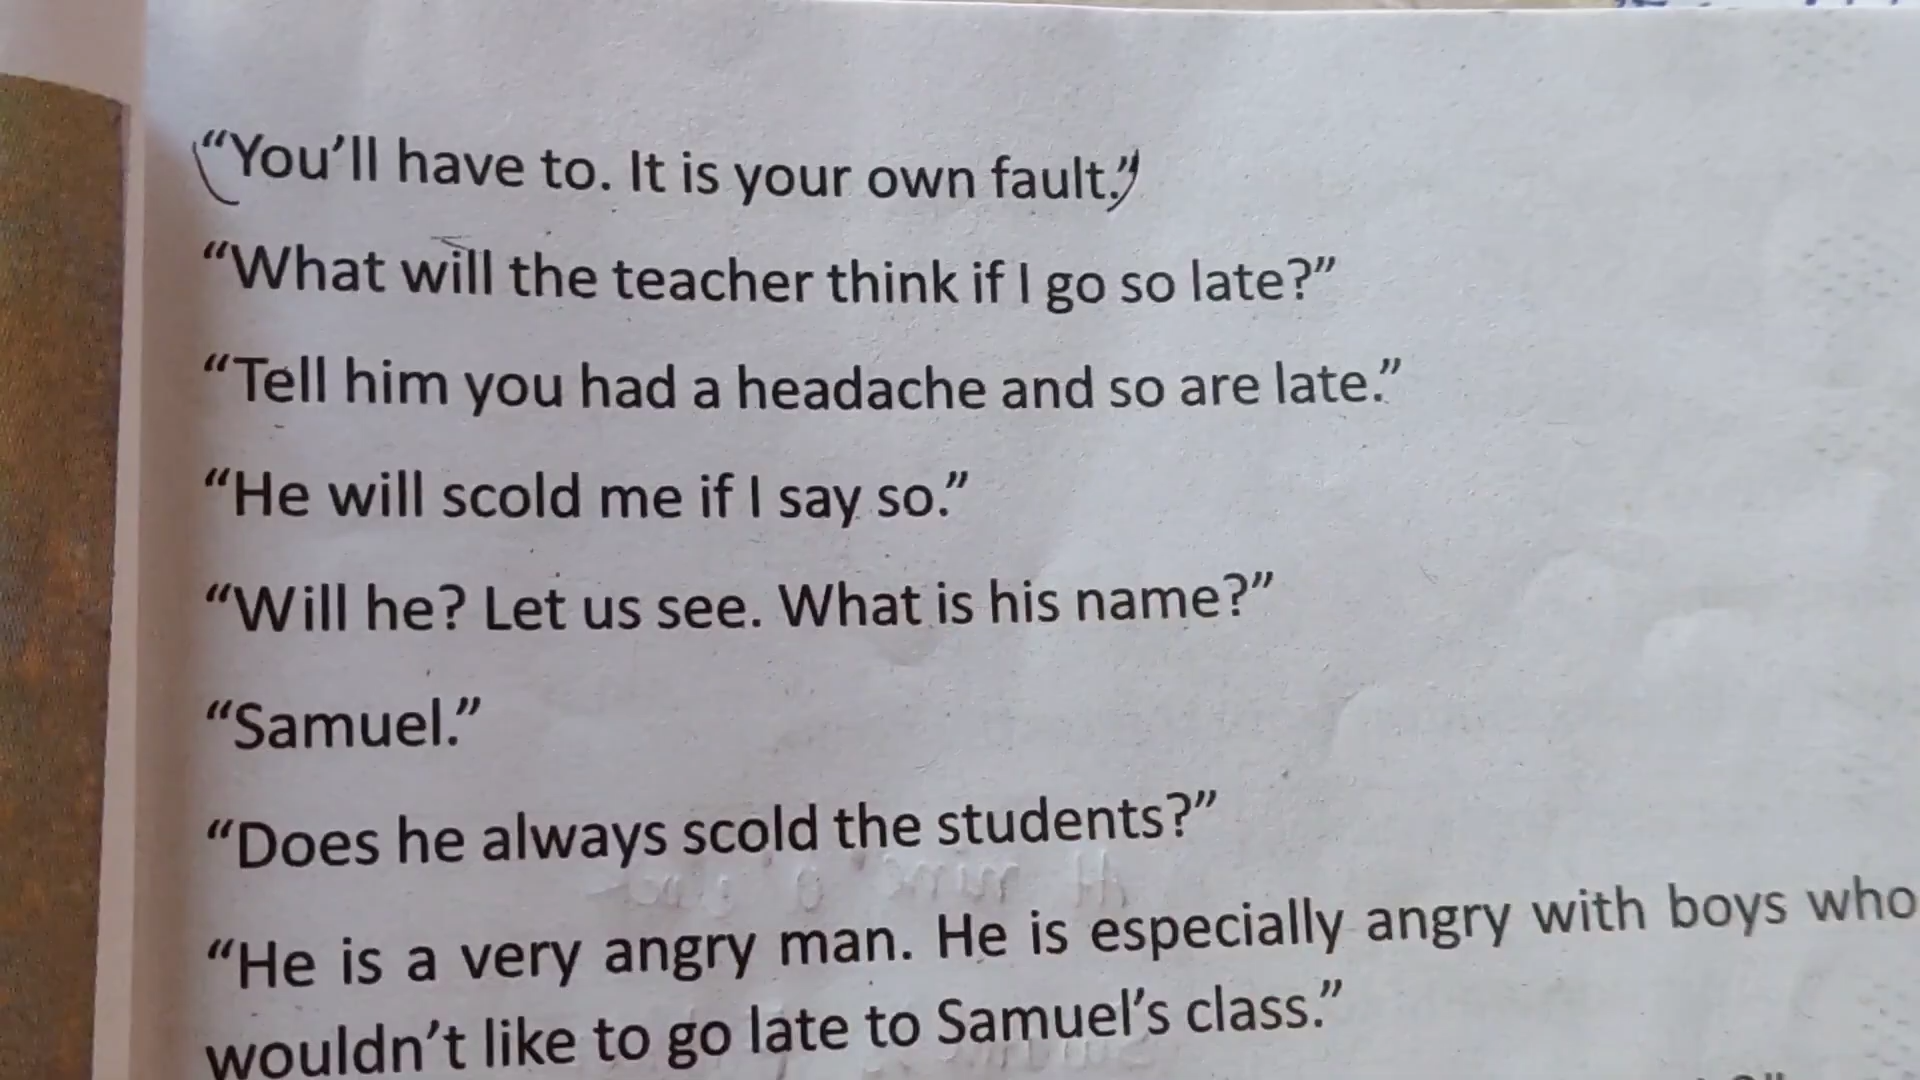 “You’ll have to. It is your own fault.”
“What will the teacher think if I go so late?”
“Tell him you had a headache and so are late.”
“He will scold me if I say so.”
“Will he? Let us see. What is his name?”
“Samuel.”
“Does he always scold the students?”
“He is a very angry man. He is especially angry with boys who
wouldn’t like to go late to Samuel’s class.”